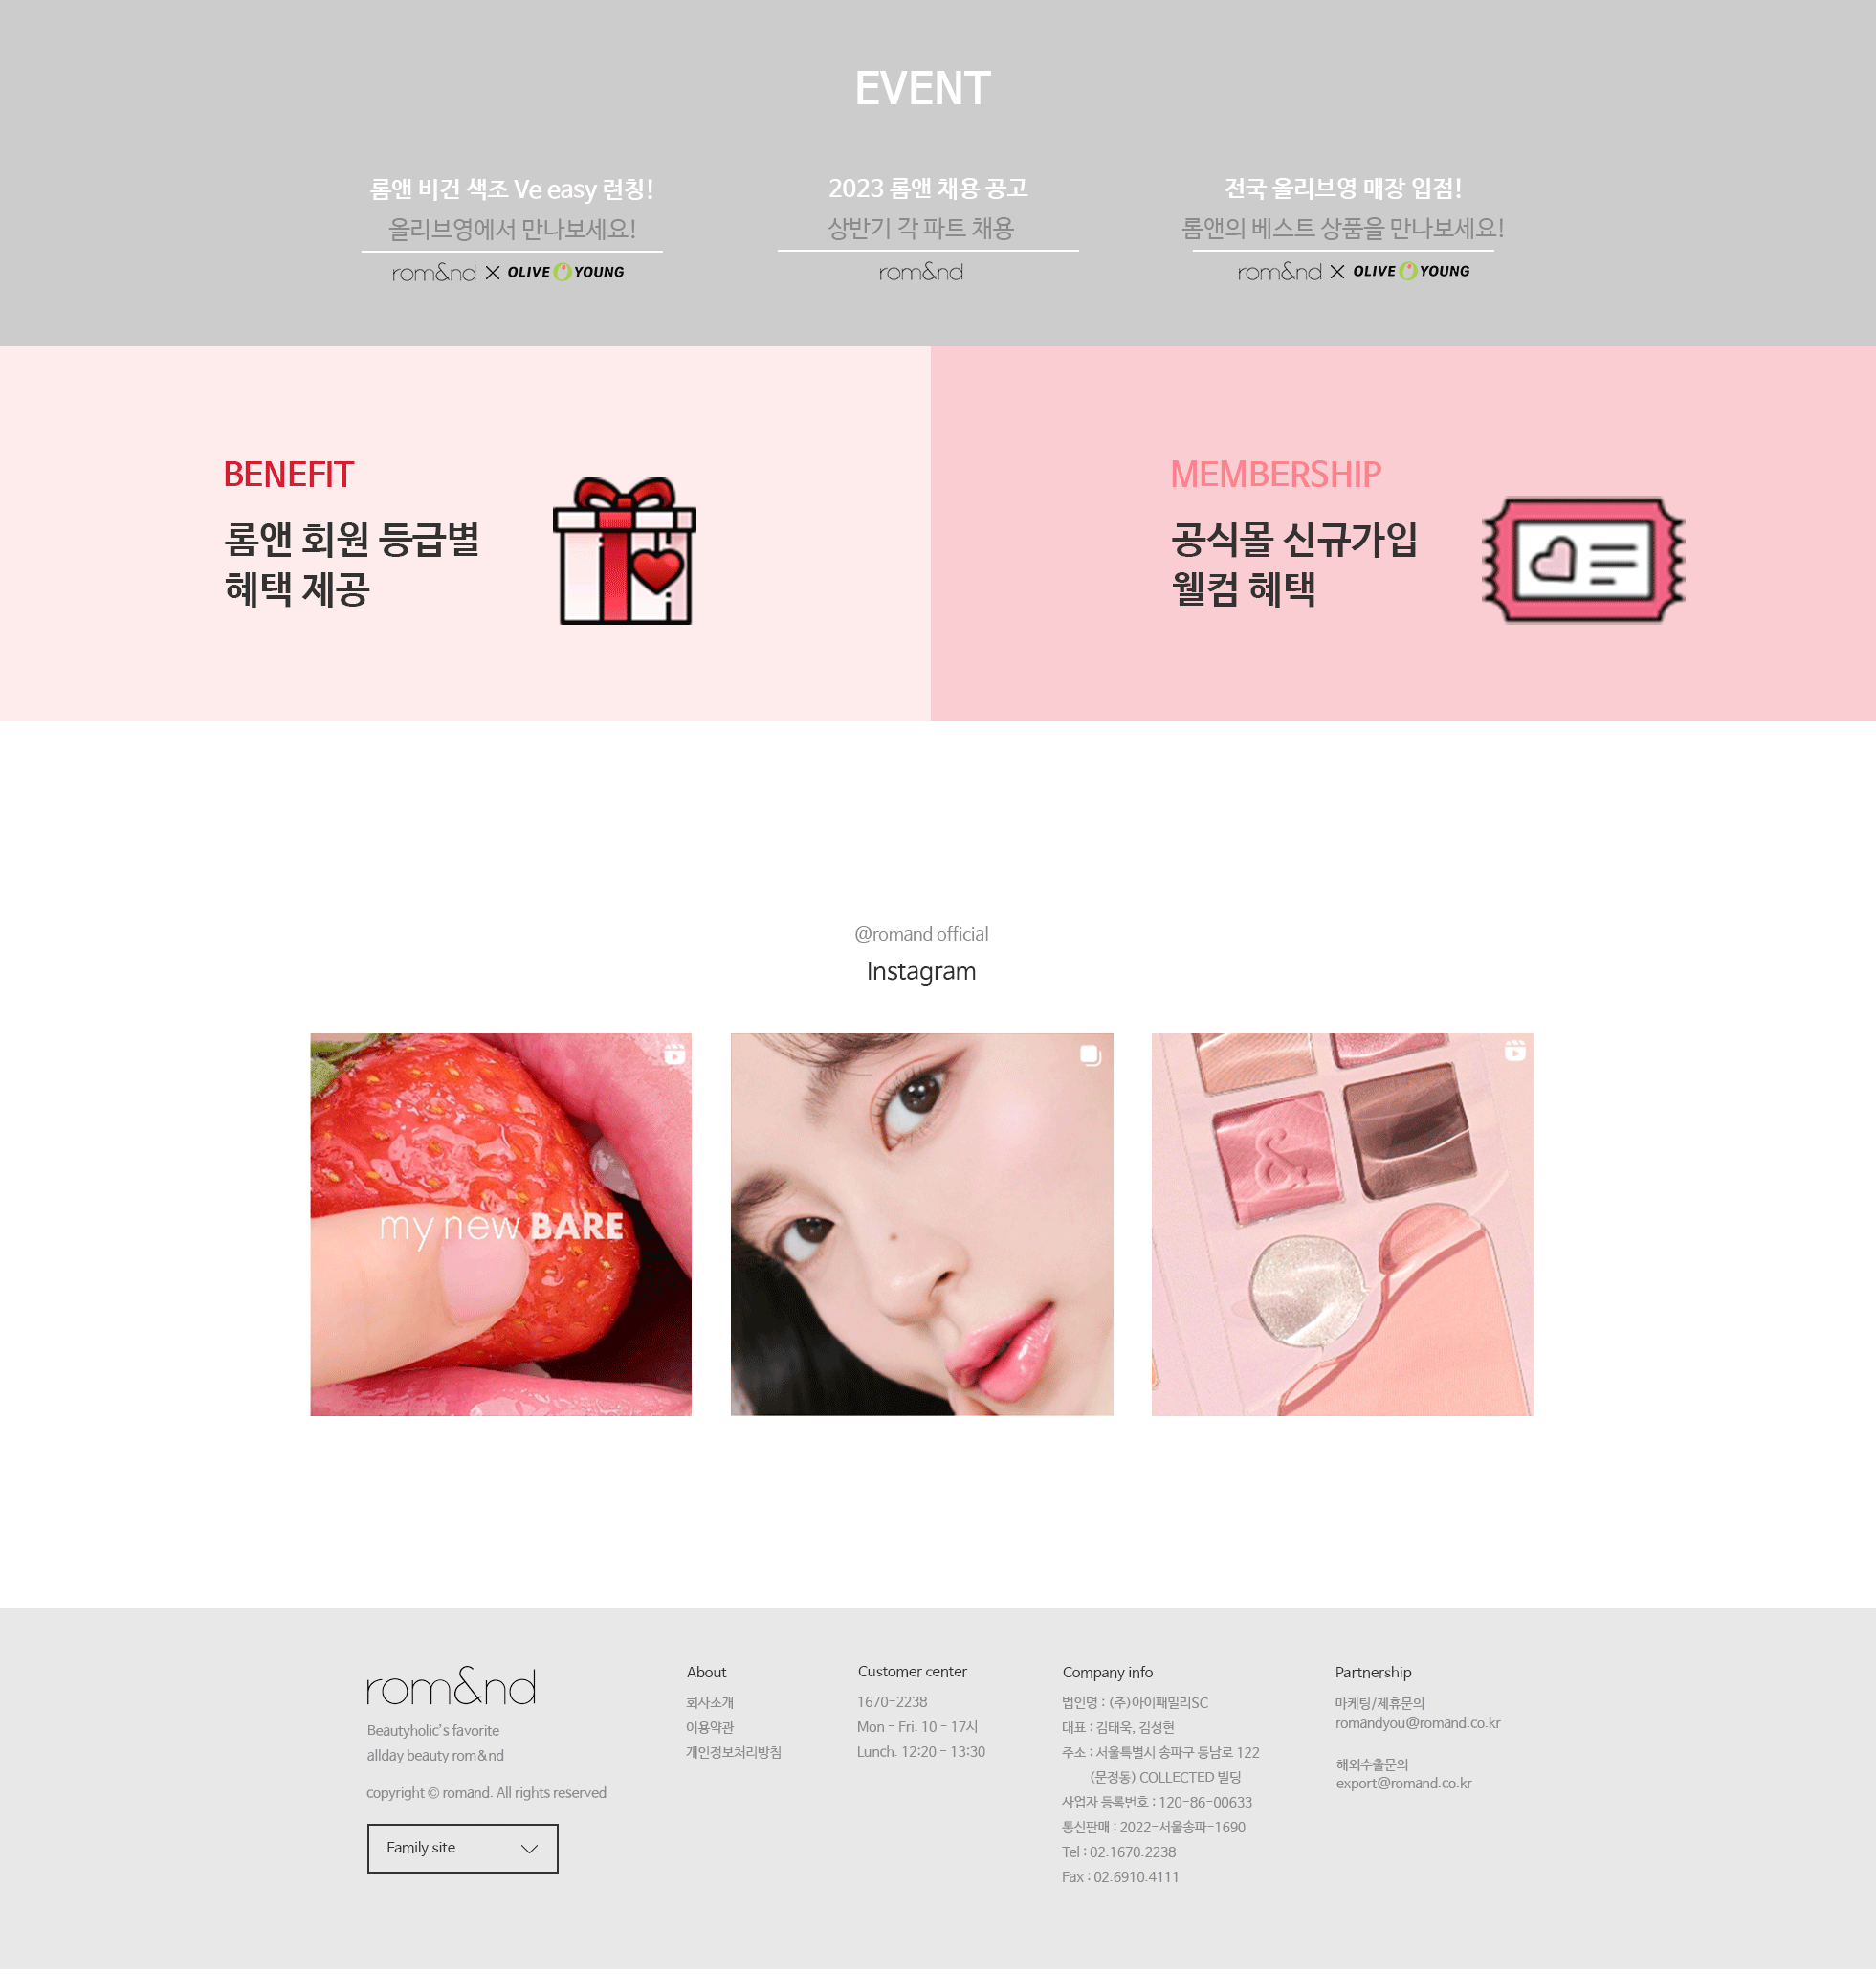 EVENT
롬앤 비건 색조 Ve easy 런칭!
올리브영에서 만나보세요!
rom&nd × OLIVE YOUNG
2023 롬앤 채용 공고
상반기 각 파트 채용
rom&nd
전국 올리브영 매장 입점!
롬앤의 베스트 상품을 만나보세요!
rom&nd × OLIVE YOUNG
BENEFIT
롬앤 회원 등급별
혜택 제공
MEMBERSHIP
공식몰 신규가입
웰컴 혜택
@romand official
Instagram
my new BARE
&
rom&nd
Beautyholic's favorite
allday beauty rom&nd
copyright © romand. All rights reserved
Family site
About
회사소개
이용약관
개인정보처리방침
Customer center
1670-2238
Mon - Fri. 10 - 17시
Lunch. 12:20 - 13:30
Company info
법인명 : (주)아이패밀리SC
대표 : 김태욱, 김성현
주소 : 서울특별시 송파구 동남로 122
(문정동) COLLECTED 빌딩
사업자 등록번호 : 120-86-00633
통신판매 : 2022-서울송파-1690
Tel : 02.1670.2238
Fax : 02.6910.4111
Partnership
마케팅/제휴문의
romandyou@romand.co.kr
해외수출문의
export@romand.co.kr